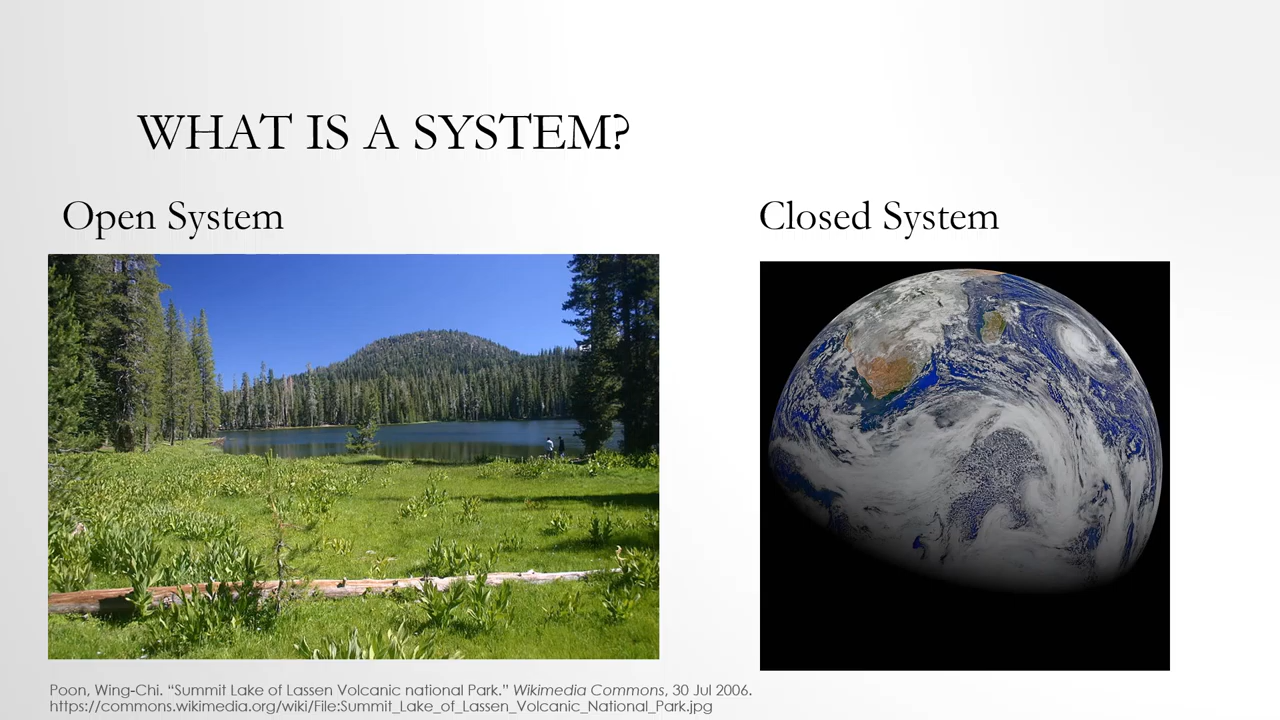 WHAT IS A SYSTEM?
Open System
Closed System
Poon, Wing-Chi. “Summit Lake of Lassen Volcanic national Park.” Wikimedia Commons, 30 Jul 2006.
https://commons.wikimedia.org/wiki/File:Summit_Lake_of_Lassen_Volcanic_National_Park.jpg